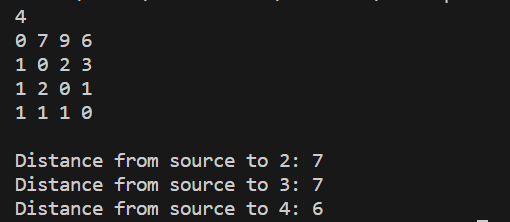 4
0 7 9 6
1 0 2 3
1 2 0 1
1 1 1 0
Distance from source to 2: 7
Distance from source to 3: 7
Distance from source to 4: 6